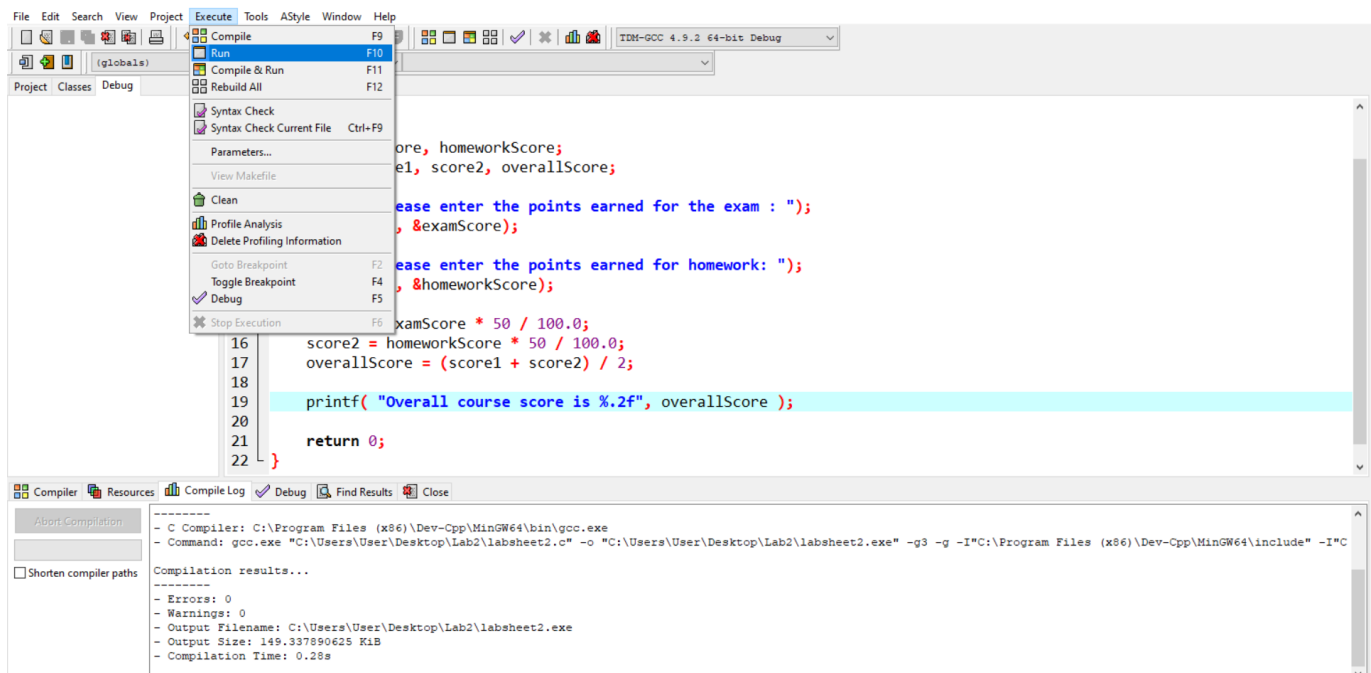 File Edit Search View Project Execute Tools AStyle Window Help
TDM-GCC 4.9.2 64-bit Debug
(globals)
Project Classes Debug
Compile F9
Run F10
Compile & Run F11
Rebuild All F12
Syntax Check
Syntax Check Current File Ctrl+F9
Parameters...
View Makefile
Clean
Profile Analysis
Delete Profiling Information
Goto Breakpoint F2
Toggle Breakpoint F4
Debug F5
Stop Execution F6
ore, homeworkScore;
e1, score2, overallScore;
ease enter the points earned for the exam : ");
, &examScore);
ease enter the points earned for homework: ");
, &homeworkScore);
xamScore * 50 / 100.0;
16 score2 = homeworkScore * 50 / 100.0;
17 overallScore = (score1 + score2) / 2;
18
19 printf( "Overall course score is %.2f", overallScore );
20
21 return 0;
22 }
Compiler Resources Compile Log Debug Find Results Close
Abort Compilation
Shorten compiler paths
--------
- C Compiler: C:\Program Files (x86)\Dev-Cpp\MinGW64\bin\gcc.exe
- Command: gcc.exe "C:\Users\User\Desktop\Lab2\labsheet2.c" -o "C:\Users\User\Desktop\Lab2\labsheet2.exe" -g3 -g -I"C:\Program Files (x86)\Dev-Cpp\MinGW64\include" -I"C
Compilation results...
--------
- Errors: 0
- Warnings: 0
- Output Filename: C:\Users\User\Desktop\Lab2\labsheet2.exe
- Output Size: 149.337890625 KiB
- Compilation Time: 0.28s